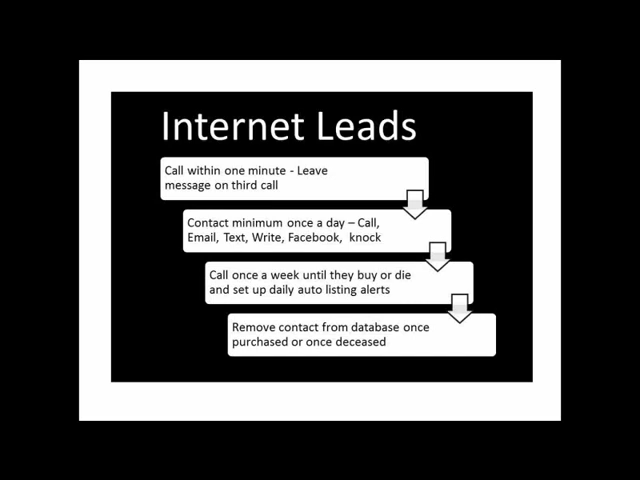 Internet Leads
Call within one minute - Leave
message on third call
Contact minimum once a day – Call,
Email, Text, Write, Facebook,  knock
Call once a week until they buy or die
and set up daily auto listing alerts
Remove contact from database once
purchased or once deceased